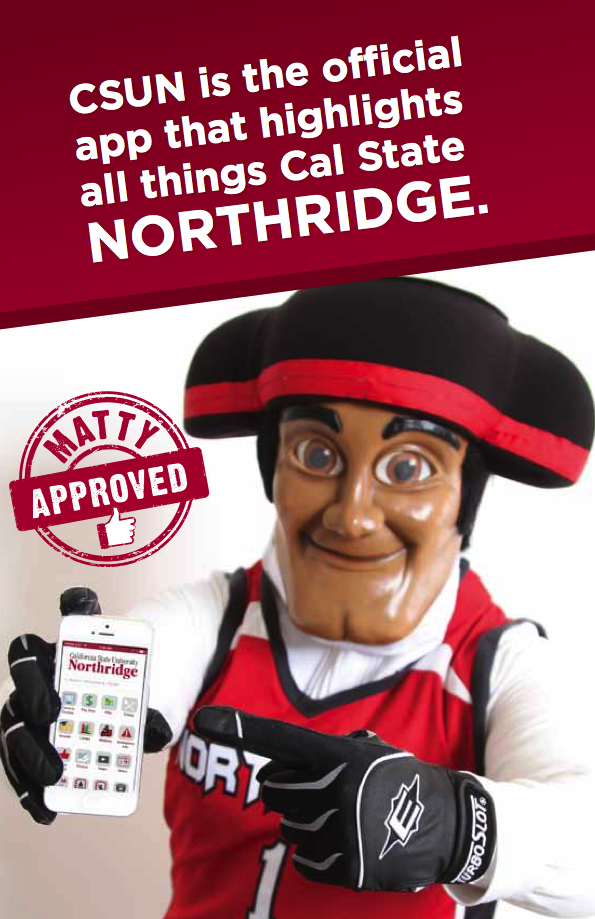 CSUN is the official
app that highlights
all things Cal State
NORTHRIDGE.
MATTY
APPROVED
California State University
Northridge
NORT
1
E
TURBOSLOT®